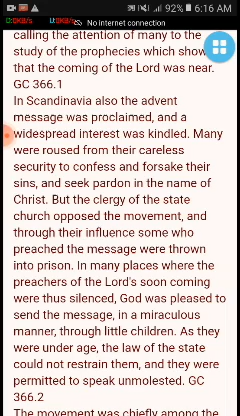 92% 6:16 AM
0:0KB/s U:0KB/s No internet connection
calling the attention of many to the
study of the prophecies which show
that the coming of the Lord was near.
GC 366.1
In Scandinavia also the advent
message was proclaimed, and a
widespread interest was kindled. Many
were roused from their careless
security to confess and forsake their
sins, and seek pardon in the name of
Christ. But the clergy of the state
church opposed the movement, and
through their influence some who
preached the message were thrown
into prison. In many places where the
preachers of the Lord's soon coming
were thus silenced, God was pleased to
send the message, in a miraculous
manner, through little children. As they
were under age, the law of the state
could not restrain them, and they were
permitted to speak unmolested. GC
366.2
The movement was chiefly among the